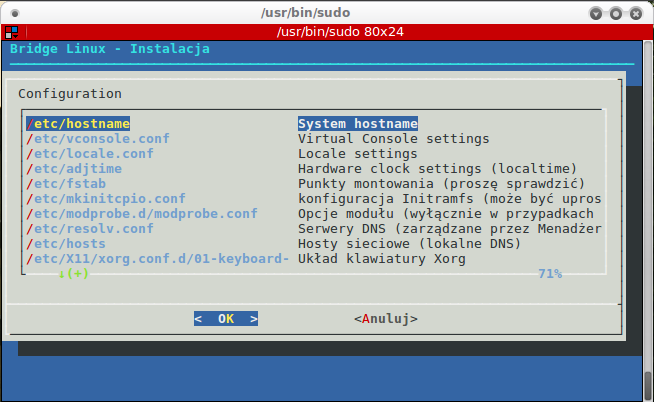 /usr/bin/sudo
/usr/bin/sudo 80x24
Bridge Linux - Instalacja
Configuration
/etc/hostname System hostname
/etc/vconsole.conf Virtual Console settings
/etc/locale.conf Locale settings
/etc/adjtime Hardware clock settings (localtime)
/etc/fstab Punkty montowania (proszę sprawdzić)
/etc/mkinitcpio.conf konfiguracja Initramfs (może być upros
/etc/modprobe.d/modprobe.conf Opcje modułu (wyłącznie w przypadkach
/etc/resolv.conf Serwery DNS (zarządzane przez Menadżer
/etc/hosts Hosty sieciowe (lokalne DNS)
/etc/X11/xorg.conf.d/01-keyboard- Układ klawiatury Xorg
↓(+) 71%
< OK > <Anuluj>